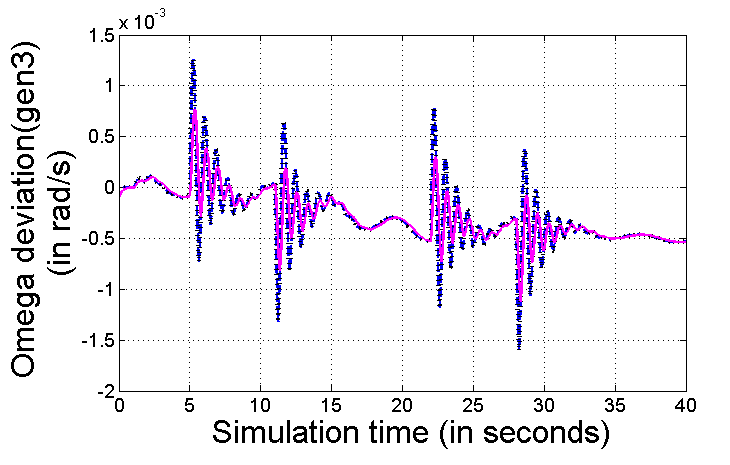 x 10-3
1.5
1
0.5
0
-0.5
-1
-1.5
-2
Omega deviation(gen3)
(in rad/s)
0 5 10 15 20 25 30 35 40
Simulation time (in seconds)